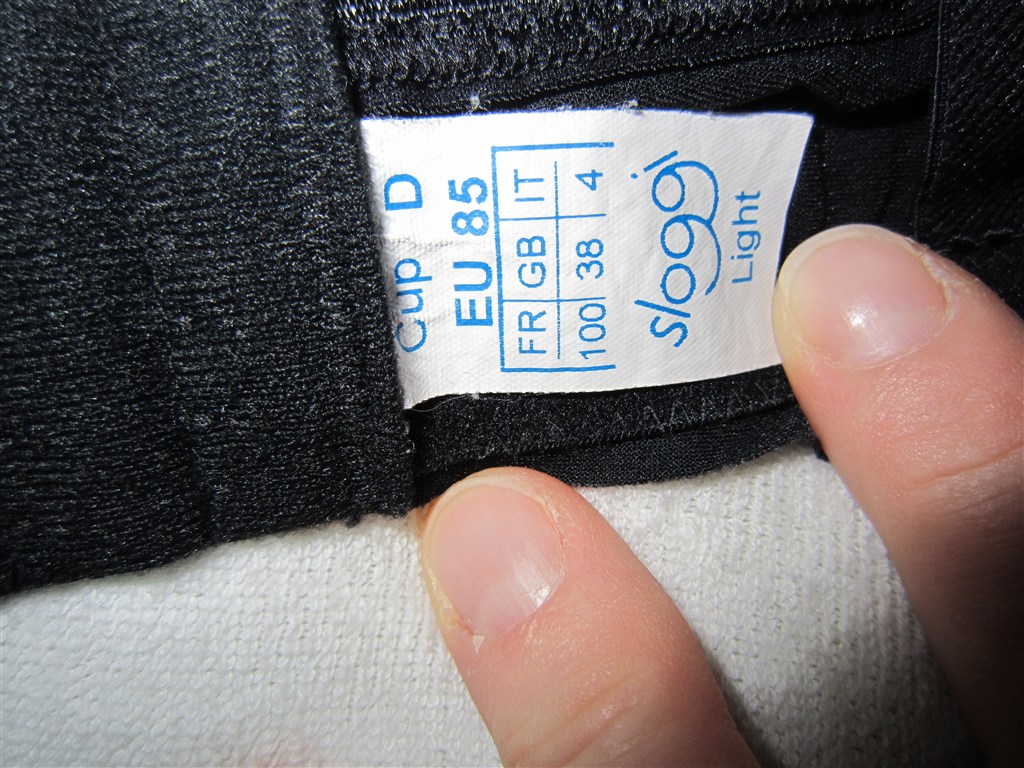 Cup D
EU 85
FR GB IT
100 38 4
sloggi
Light